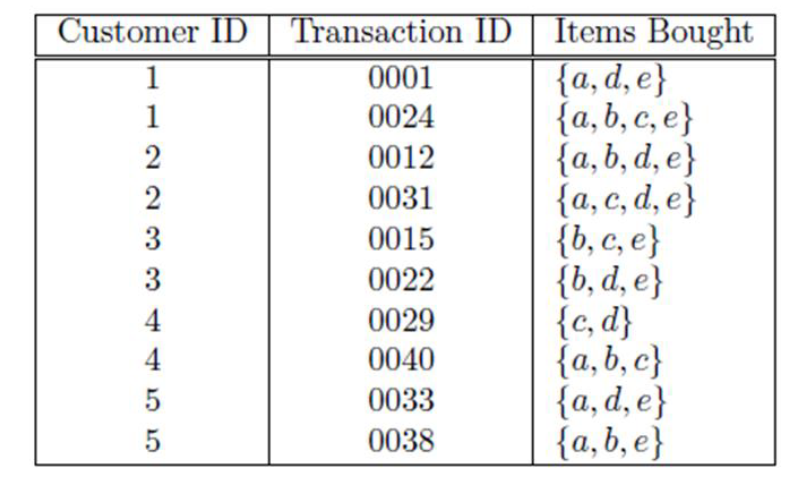 Customer ID Transaction ID Items Bought
1 0001 {a, d, e}
1 0024 {a, b, c, e}
2 0012 {a, b, d, e}
2 0031 {a, c, d, e}
3 0015 {b, c, e}
3 0022 {b, d, e}
4 0029 {c, d}
4 0040 {a, b, c}
5 0033 {a, d, e}
5 0038 {a, b, e}